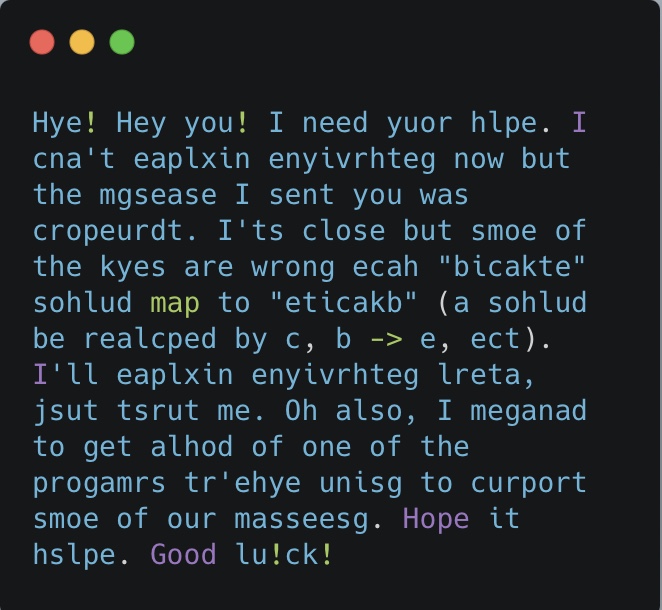 Hye! Hey you! I need yuor hlpe. I
cna't eaplxin enyivrhteg now but
the mgsease I sent you was
cropeurdt. I'ts close but smoe of
the kyes are wrong ecah "bicakte"
sohlud map to "eticakb" (a sohlud
be realcped by c, b -> e, ect).
I'll eaplxin enyivrhteg lreta,
jsut tsrut me. Oh also, I meganad
to get alhod of one of the
progamrs tr'ehye unisg to curport
smoe of our masseesg. Hope it
hslpe. Good lu!ck!